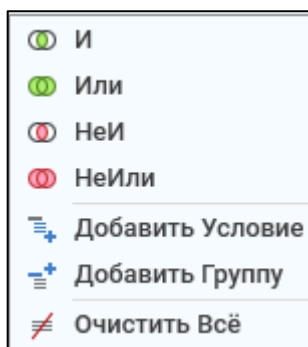 И
Или
НеИ
НеИли
Добавить Условие
Добавить Группу
Очистить Всё